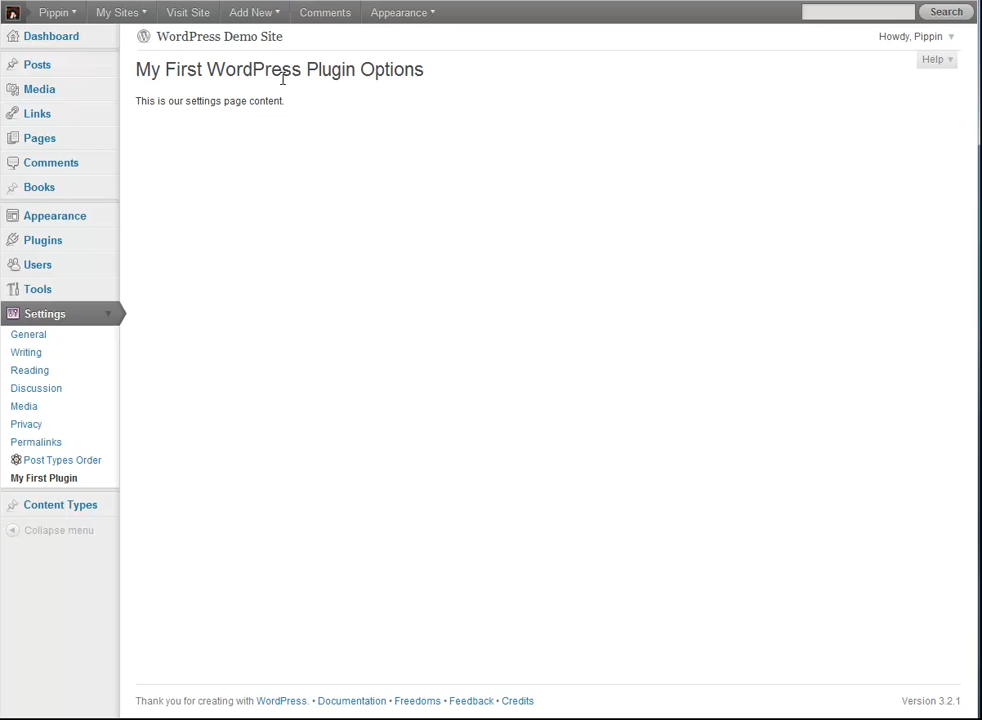 Pippin My Sites Visit Site Add New Comments Appearance Search
Dashboard
Posts
Media
Links
Pages
Comments
Books
Appearance
Plugins
Users
Tools
Settings
General
Writing
Reading
Discussion
Media
Privacy
Permalinks
Post Types Order
My First Plugin
Content Types
Collapse menu
WordPress Demo Site
Howdy, Pippin
Help
My First WordPress Plugin Options
This is our settings page content.
Thank you for creating with WordPress. • Documentation • Freedoms • Feedback • Credits
Version 3.2.1